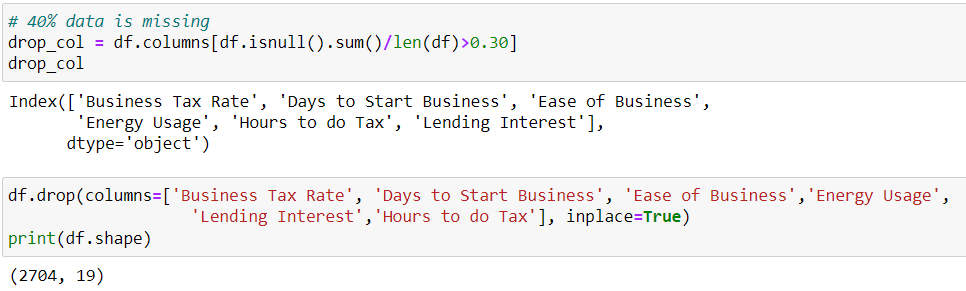 # 40% data is missing
drop_col = df.columns[df.isnull().sum()/len(df)>0.30]
drop_col
Index(['Business Tax Rate', 'Days to Start Business', 'Ease of Business',
       'Energy Usage', 'Hours to do Tax', 'Lending Interest'],
      dtype='object')
df.drop(columns=['Business Tax Rate', 'Days to Start Business', 'Ease of Business','Energy Usage',
                 'Lending Interest','Hours to do Tax'], inplace=True)
print(df.shape)
(2704, 19)